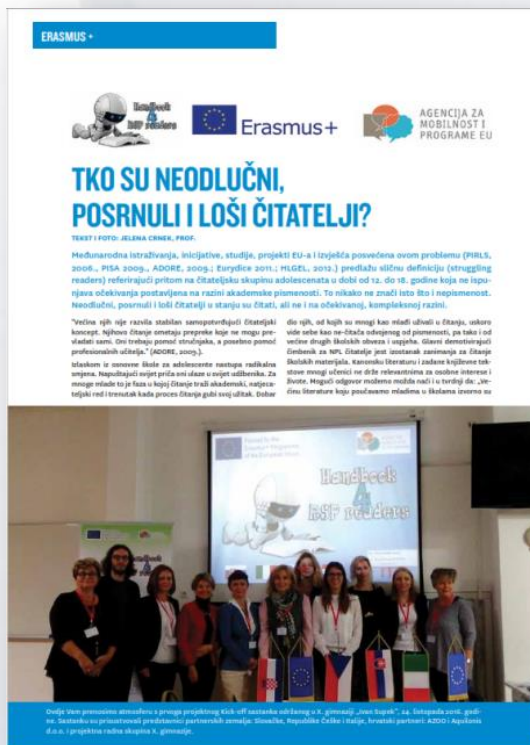 ERASMUS +
Handbook
4
RSF readers
Erasmus+
AGENCIJA ZA
MOBILNOST I
PROGRAME EU
TKO SU NEODLUČNI,
POSRNULI I LOŠI ČITATELJI?
TEKST I FOTO: JELENA CRNEK, PROF.
Međunarodna istraživanja, inicijative, studije, projekti EU-a i izvješća posvećena ovom problemu (PIRLS,
2006., PISA 2009., ADORE, 2009.; Eurydice 2011.; HLGEL, 2012.) predlažu sličnu definiciju (struggling
readers) referirajući pritom na čitateljsku skupinu adolescenata u dobi od 12. do 18. godine koja ne ispu-
njava očekivanja postavljena na razini akademske pismenosti. To nikako ne znači isto što i nepismenost.
Neodlučni, posrnuli i loši čitatelji u stanju su čitati, ali ne i na očekivanoj, kompleksnoj razini.
"Većina njih nije razvila stabilan samopotvrđujući čitateljski
koncept. Njihovo čitanje ometaju prepreke koje ne mogu pre-
vladati sami. Oni trebaju pomoć stručnjaka, a posebno pomoć
profesionalnih učitelja." (ADORE, 2009.).
Izlaskom iz osnovne škole za adolescente nastupa radikalna
smjena. Napuštajući svijet priča oni ulaze u svijet udžbenika. Za
mnoge mlade to je faza u kojoj čitanje traži akademski, natjeca-
teljski red i trenutak kada proces čitanja gubi svoj užitak. Dobar
dio njih, od kojih su mnogi kao mlađi uživali u čitanju, uskoro
vide sebe kao ne-čitača odvojenog od pismenosti, pa tako i od
većine drugih školskih obveza i uspjeha. Glavni demotivirajući
čimbenik za NPL čitatelje jest izostanak zanimanja za čitanje
školskih materijala. Kanonsku literaturu i zadane književne tek-
stove mnogi učenici ne drže relevantnima za osobne interese i
živote. Mogući odgovor možemo možda naći i u tvrdnji da: „Ve-
ćinu literature koju poučavamo mladima u školama izvorno su
Erasmus+ Programme
of the European Union
Handbook
4
RSF readers
Ovdje Vam prenosimo atmosferu s prvoga projektnog Kick-off sastanka održanog u X. gimnaziji „Ivan Supek", 24. listopada 2016. godi-
ne. Sastanku su prisustvovali predstavnici partnerskih zemalja: Slovačke, Republike Češke i Italije, hrvatski partneri: AZOO i Aquilonis
d.o.o. i projektna radna skupina X. gimnazije.